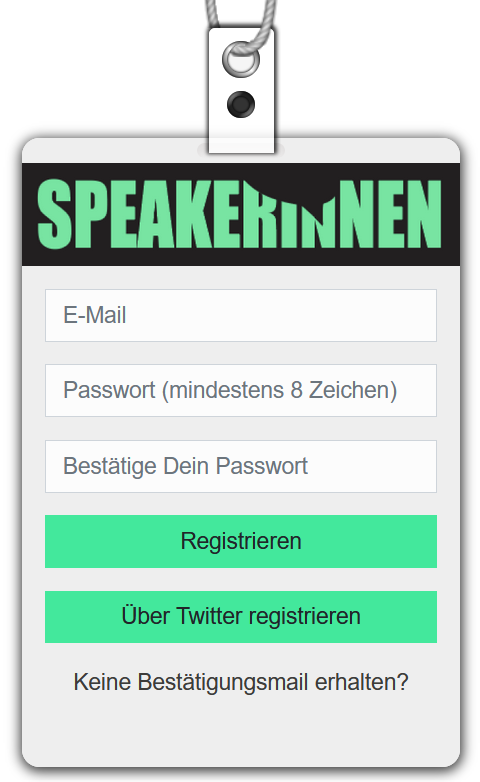 SPEAKERINNEN
E-Mail
Passwort (mindestens 8 Zeichen)
Bestätige Dein Passwort
Registrieren
Über Twitter registrieren
Keine Bestätigungsmail erhalten?